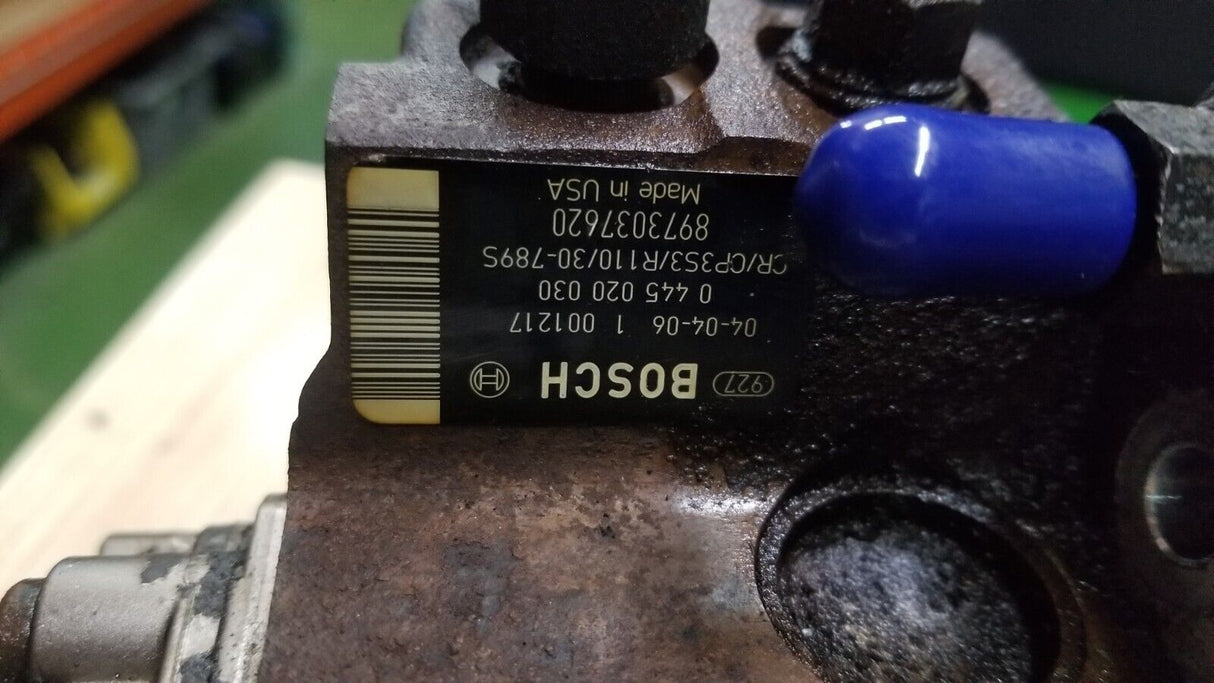 927 BOSCH
04-04-06 1 001217
0 445 020 030
CR/CP3S3/R110/30-789S
8973037620
Made in USA